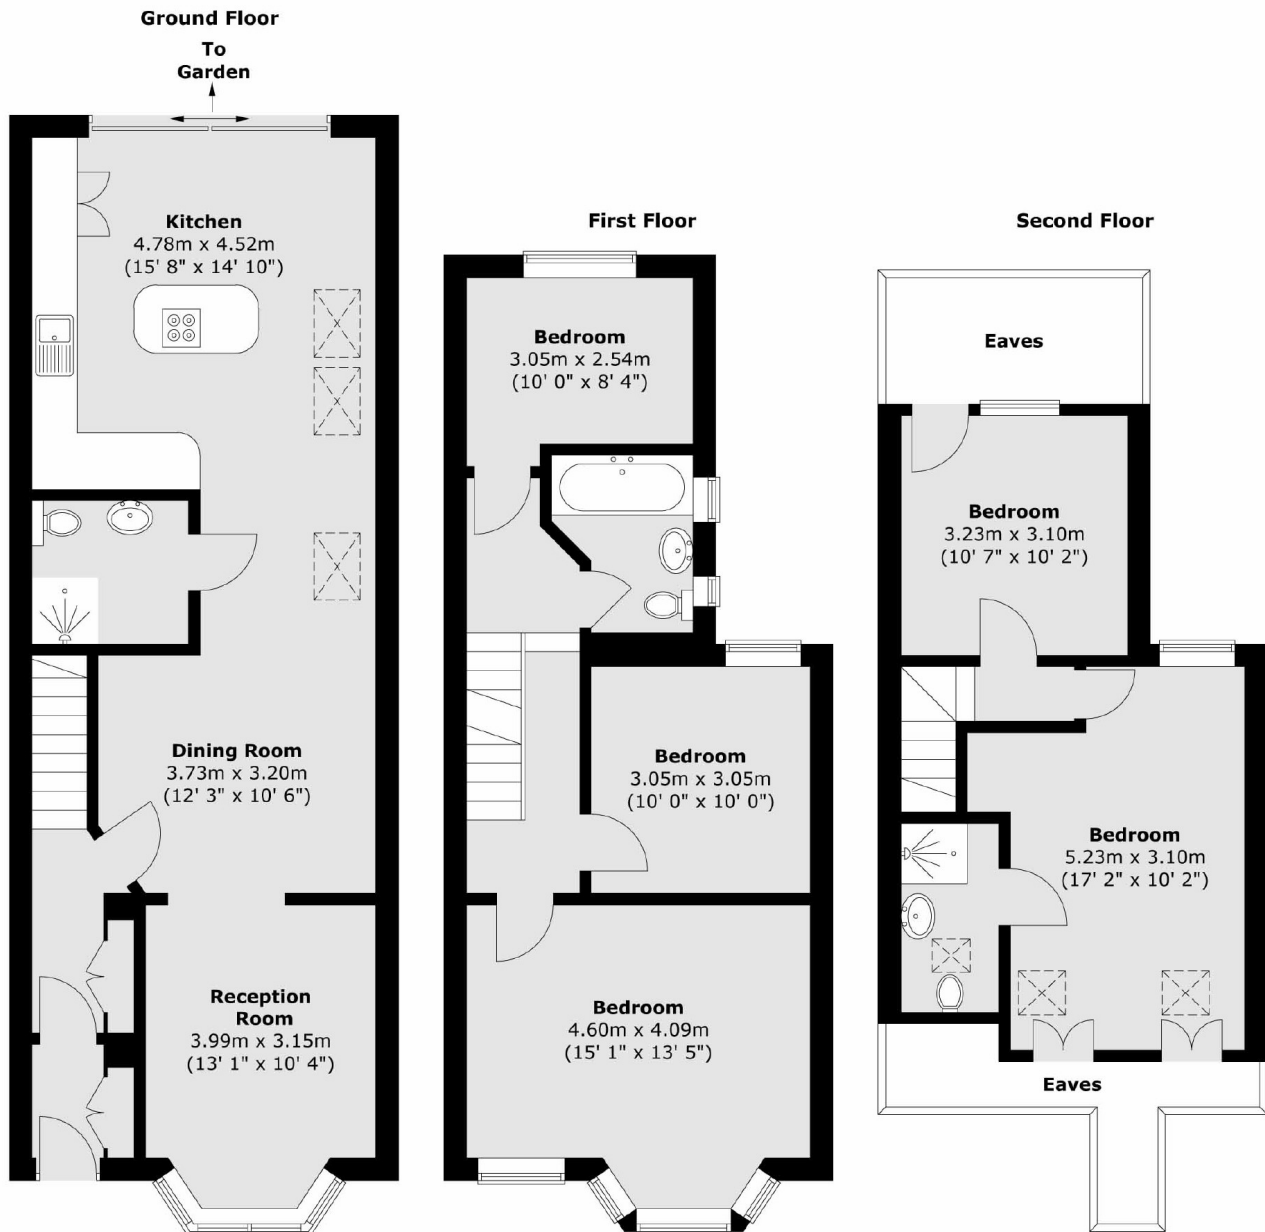 Ground Floor
To
Garden
Kitchen
4.78m x 4.52m
(15' 8" x 14' 10")
Dining Room
3.73m x 3.20m
(12' 3" x 10' 6")
Reception
Room
3.99m x 3.15m
(13' 1" x 10' 4")
First Floor
Bedroom
3.05m x 2.54m
(10' 0" x 8' 4")
Bedroom
3.05m x 3.05m
(10' 0" x 10' 0")
Bedroom
4.60m x 4.09m
(15' 1" x 13' 5")
Second Floor
Eaves
Bedroom
3.23m x 3.10m
(10' 7" x 10' 2")
Bedroom
5.23m x 3.10m
(17' 2" x 10' 2")
Eaves